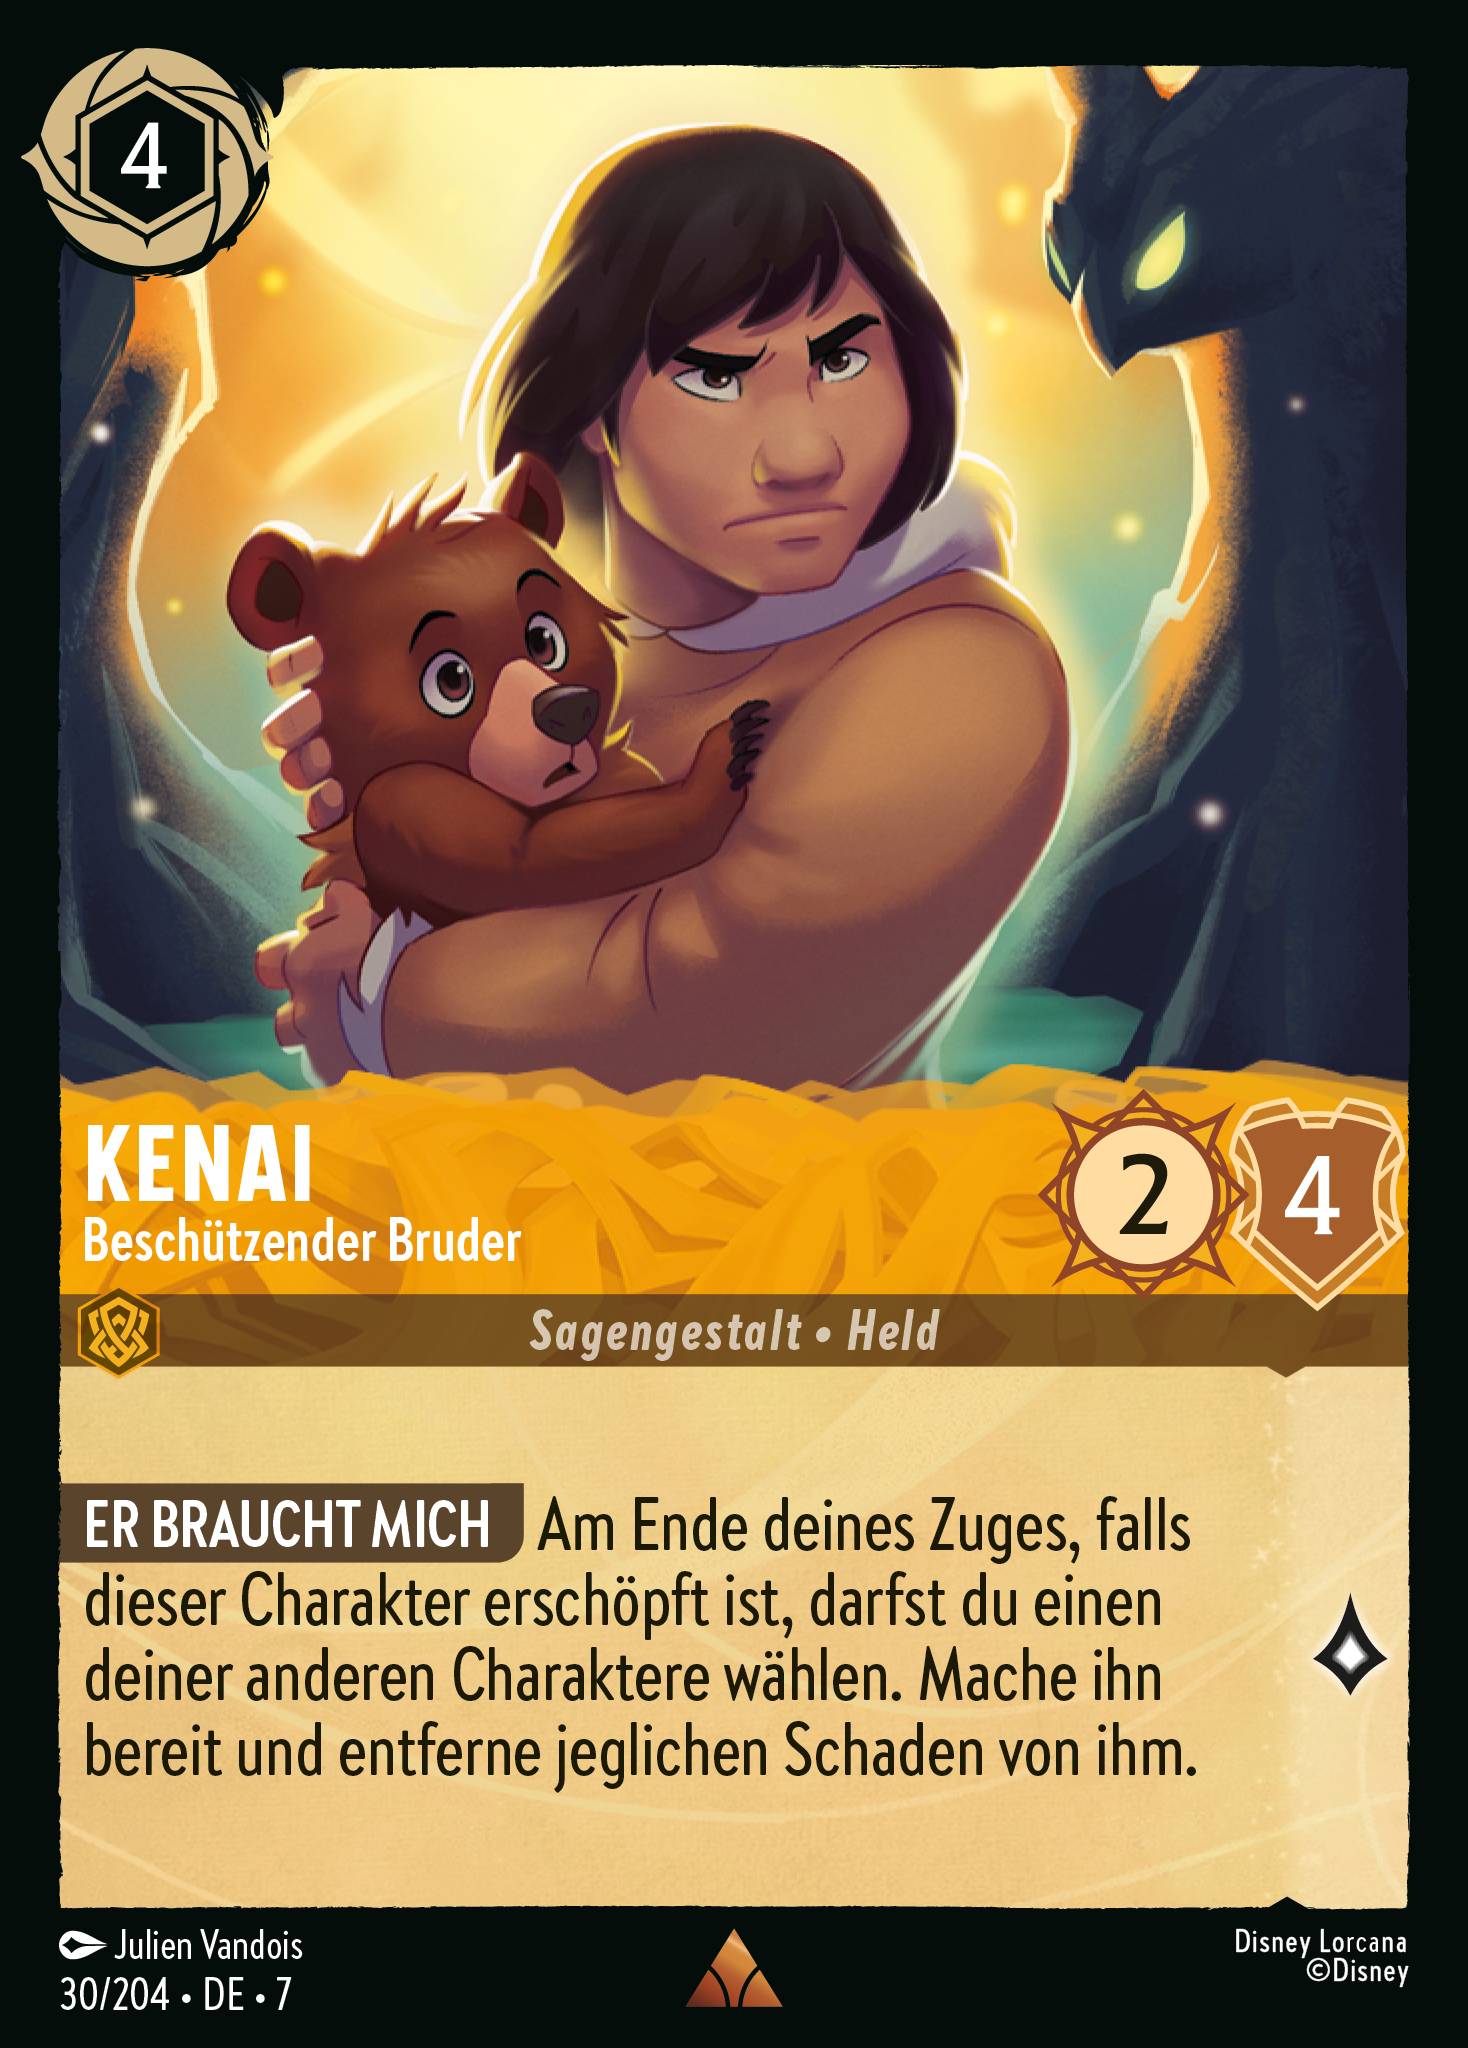 4
KENAI
Beschützender Bruder
2
4
Sagengestalt • Held
ER BRAUCHT MICH Am Ende deines Zuges, falls
dieser Charakter erschöpft ist, darfst du einen
deiner anderen Charaktere wählen. Mache ihn
bereit und entferne jeglichen Schaden von ihm.
Julien Vandois
30/204 • DE • 7
Disney Lorcana
©Disney